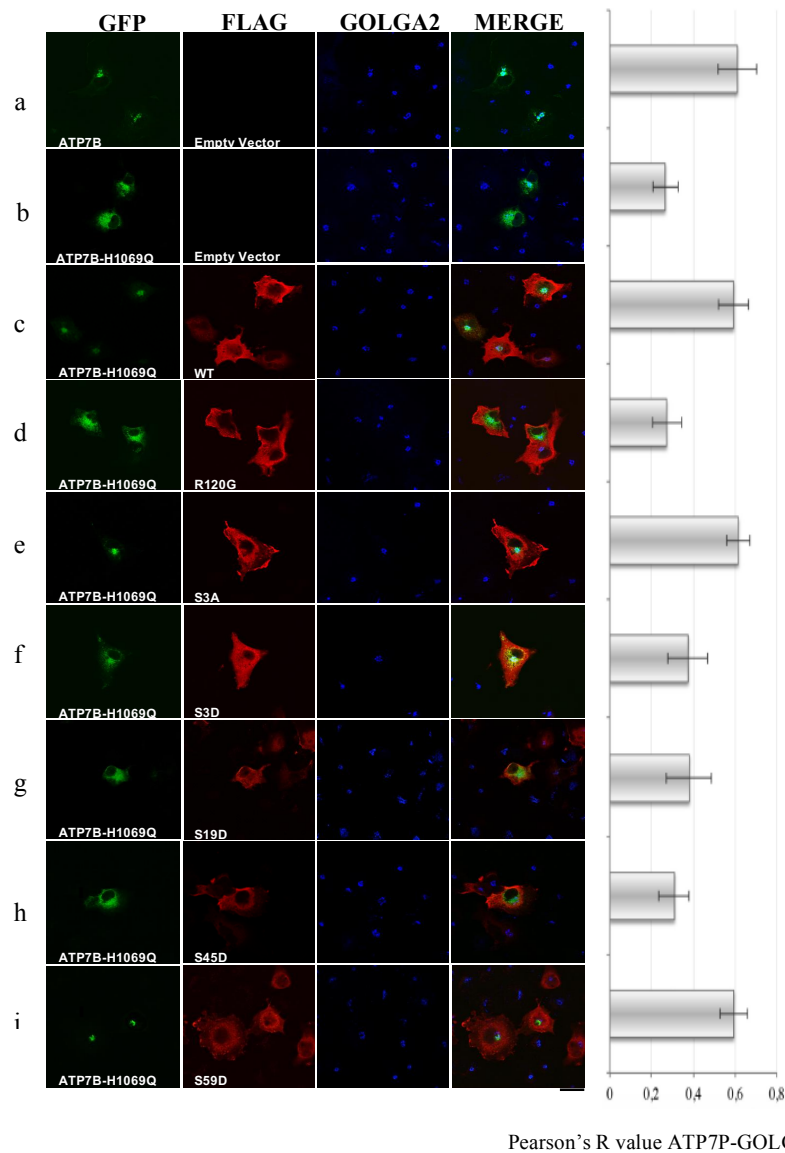 GFP FLAG GOLGA2 MERGE
a
ATP7B Empty Vector
b
ATP7B-H1069Q Empty Vector
c
ATP7B-H1069Q WT
d
ATP7B-H1069Q R120G
e
ATP7B-H1069Q S3A
f
ATP7B-H1069Q S3D
g
ATP7B-H1069Q S19D
h
ATP7B-H1069Q S45D
i
ATP7B-H1069Q S59D
0 0,2 0,4 0,6 0,8
Pearson's R value ATP7P-GOLG